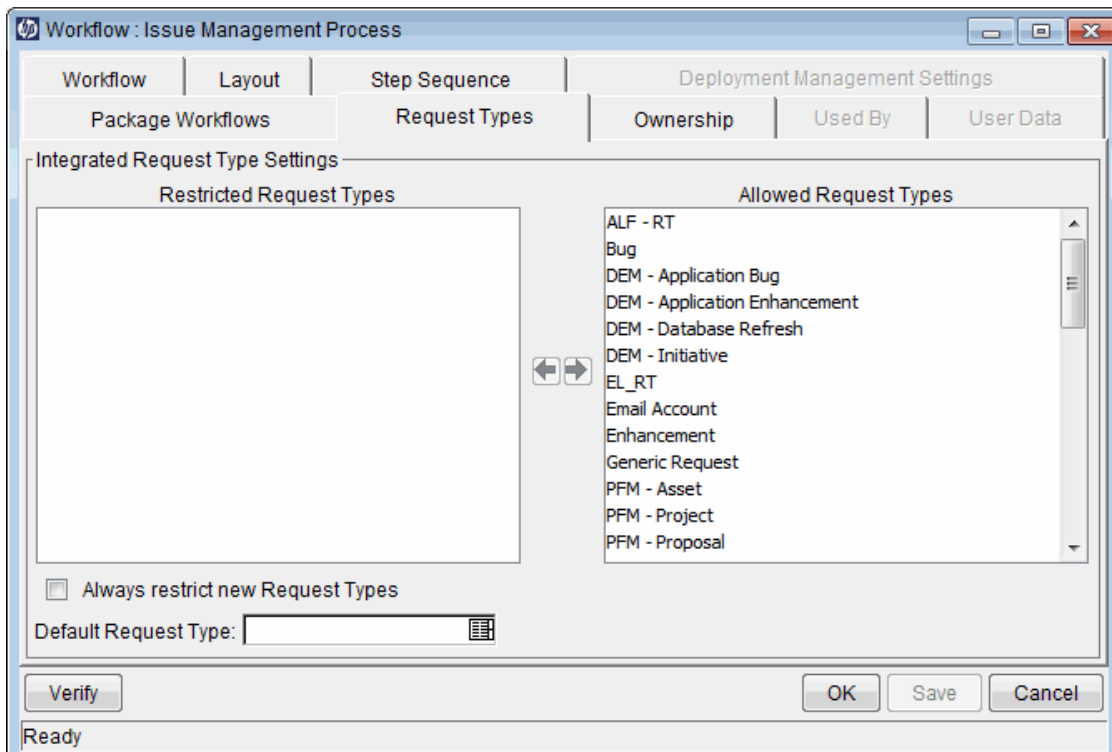 hp Workflow : Issue Management Process
Workflow Layout Step Sequence Deployment Management Settings
Package Workflows Request Types Ownership Used By User Data
Integrated Request Type Settings
Restricted Request Types Allowed Request Types
ALF - RT
Bug
DEM - Application Bug
DEM - Application Enhancement
DEM - Database Refresh
DEM - Initiative
EL_RT
Email Account
Enhancement
Generic Request
PFM - Asset
PFM - Project
PFM - Proposal
Always restrict new Request Types
Default Request Type:
Verify OK Save Cancel
Ready